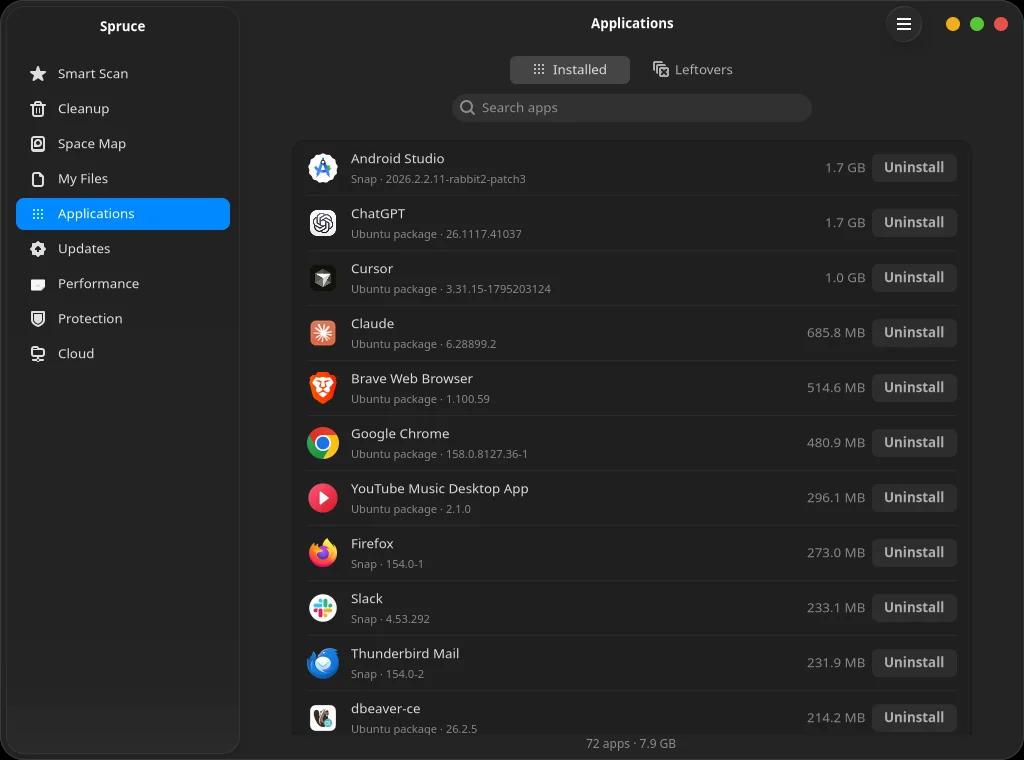 Spruce
Smart Scan
Cleanup
Space Map
My Files
Applications
Updates
Performance
Protection
Cloud
Applications
Installed
Leftovers
Search apps
Android Studio
Snap · 2026.2.2.11-rabbit2-patch3
1.7 GB
Uninstall
ChatGPT
Ubuntu package · 26.1117.41037
1.7 GB
Uninstall
Cursor
Ubuntu package · 3.31.15-1795203124
1.0 GB
Uninstall
Claude
Ubuntu package · 6.28899.2
685.8 MB
Uninstall
Brave Web Browser
Ubuntu package · 1.100.59
514.6 MB
Uninstall
Google Chrome
Ubuntu package · 158.0.8127.36-1
480.9 MB
Uninstall
YouTube Music Desktop App
Ubuntu package · 2.1.0
296.1 MB
Uninstall
Firefox
Snap · 154.0-1
273.0 MB
Uninstall
Slack
Snap · 4.53.292
233.1 MB
Uninstall
Thunderbird Mail
Snap · 154.0-2
231.9 MB
Uninstall
dbeaver-ce
Ubuntu package · 26.2.5
214.2 MB
Uninstall
72 apps · 7.9 GB